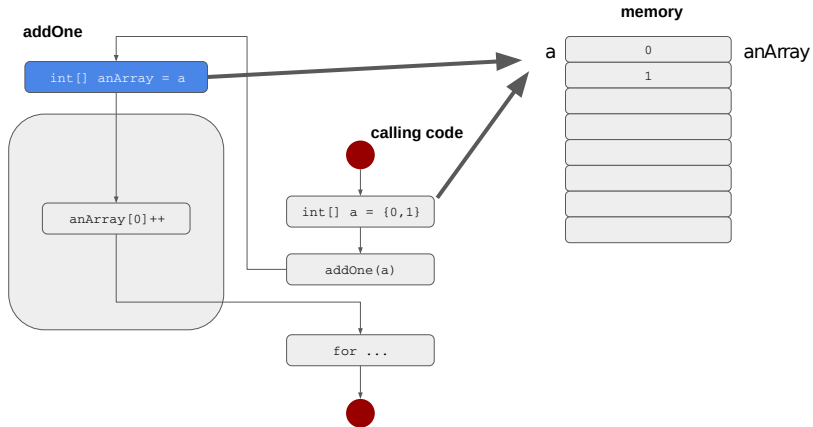 memory
addOne
a
0
anArray
int[] anArray = a
1
calling code
int[] a = {0,1}
anArray[0]++
addOne(a)
for ...